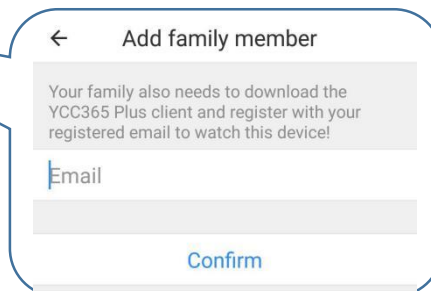 Add family member
Your family also needs to download the
YCC365 Plus client and register with your
registered email to watch this device!
Email
Confirm